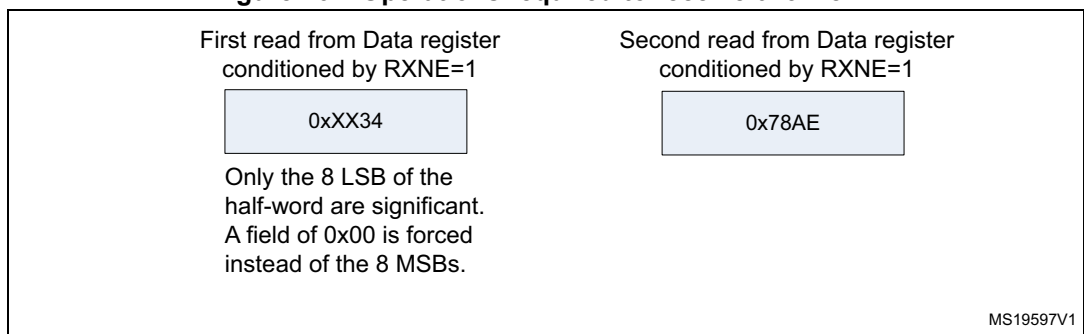 First read from Data register
conditioned by RXNE=1
0xXX34
Only the 8 LSB of the
half-word are significant.
A field of 0x00 is forced
instead of the 8 MSBs.
Second read from Data register
conditioned by RXNE=1
0x78AE
MS19597V1